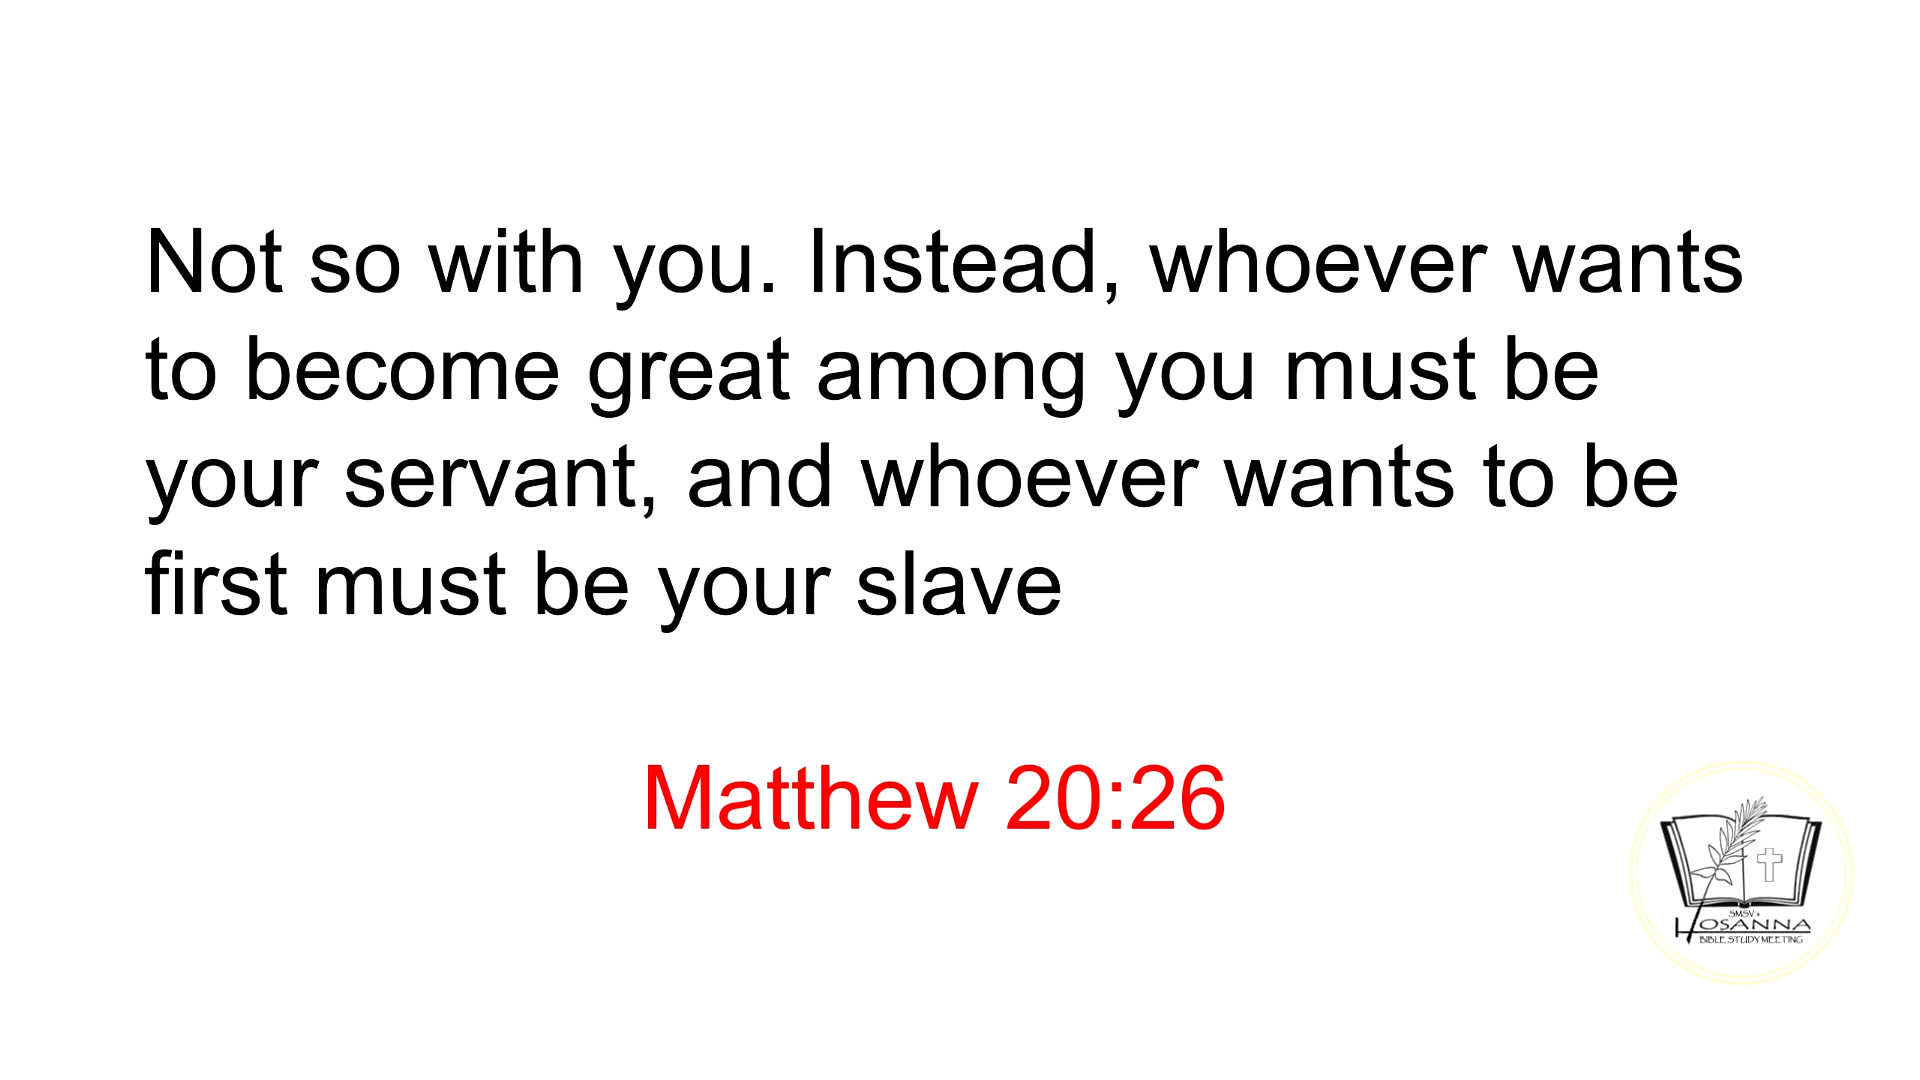 Not so with you. Instead, whoever wants
to become great among you must be
your servant, and whoever wants to be
first must be your slave
Matthew 20:26
SMSV's
HOSANNA
BIBLE STUDY MEETING